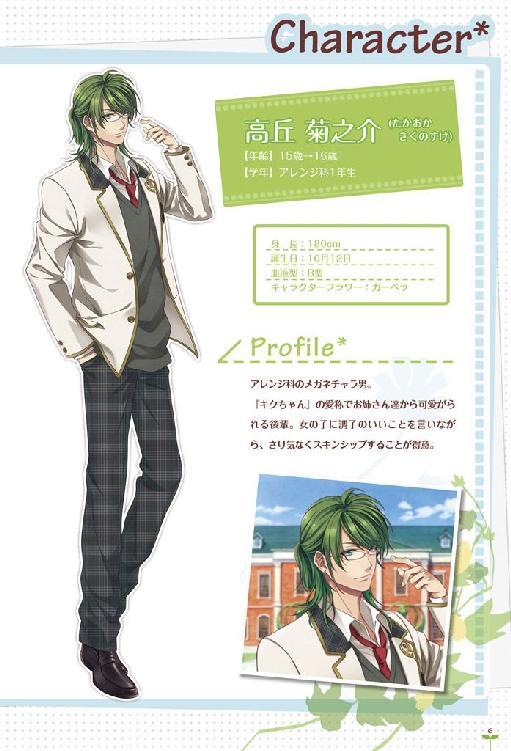 Character*
高丘 菊之介 (たかおか きくのすけ)
【年齢】15歳→16歳
【学年】アレンジ科1年生
身　長：180cm
誕生日：10月12日
血液型：B型
キャラクターフラワー：ガーベラ
Profile*
アレンジ科のメガネチャラ男。
『キクちゃん』の愛称でお姉さん達から可愛がら
れる後輩。女の子に調子のいいことを言いなが
ら、さり気なくスキンシップすることが得意。
6